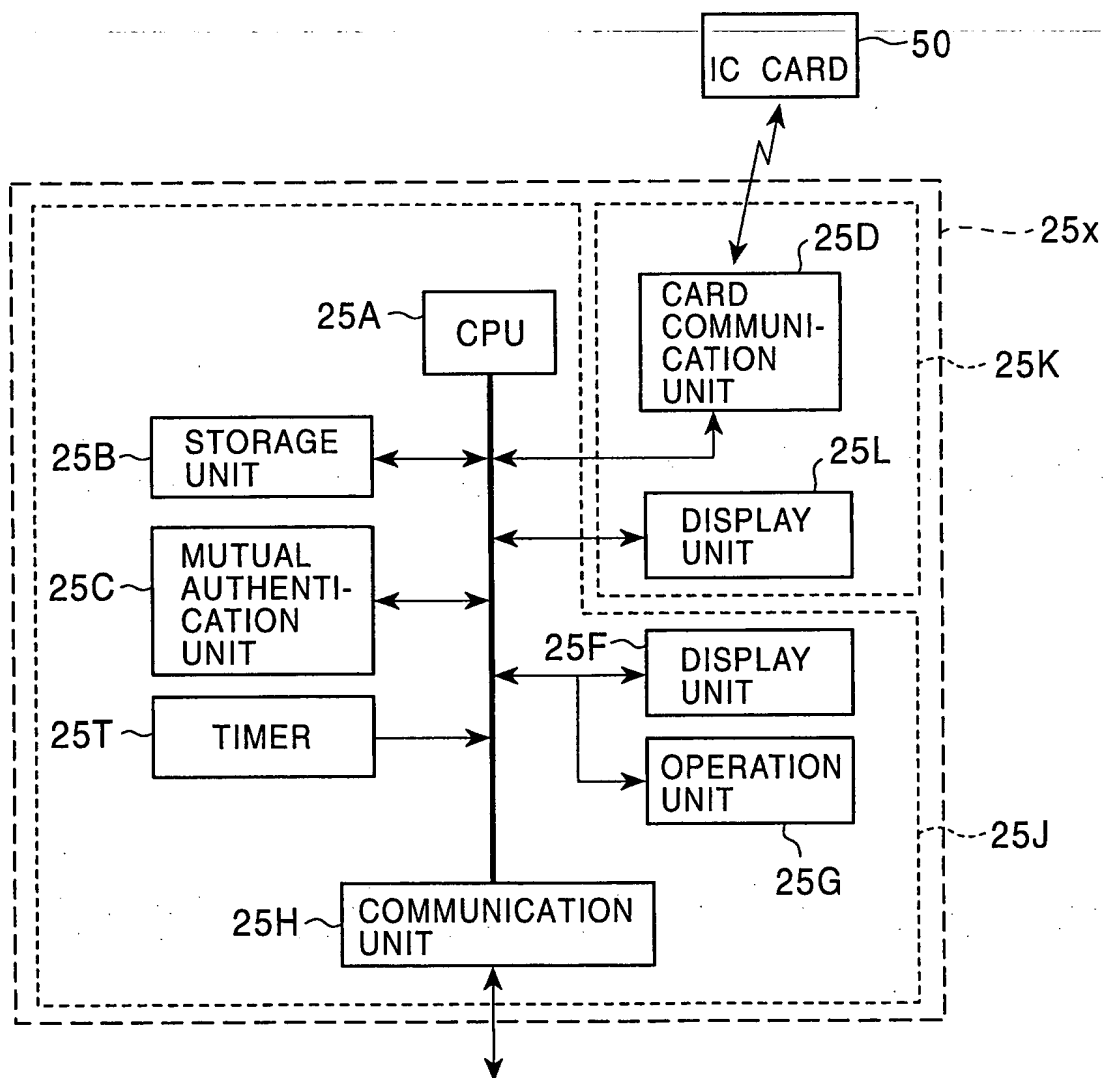 50
IC CARD
25x
25D
CARD
COMMUNI-
CATION
UNIT
25K
25A
CPU
25B
STORAGE
UNIT
25L
DISPLAY
UNIT
25C
MUTUAL
AUTHENTI-
CATION
UNIT
25F
DISPLAY
UNIT
25T
TIMER
OPERATION
UNIT
25J
25G
25H
COMMUNICATION
UNIT